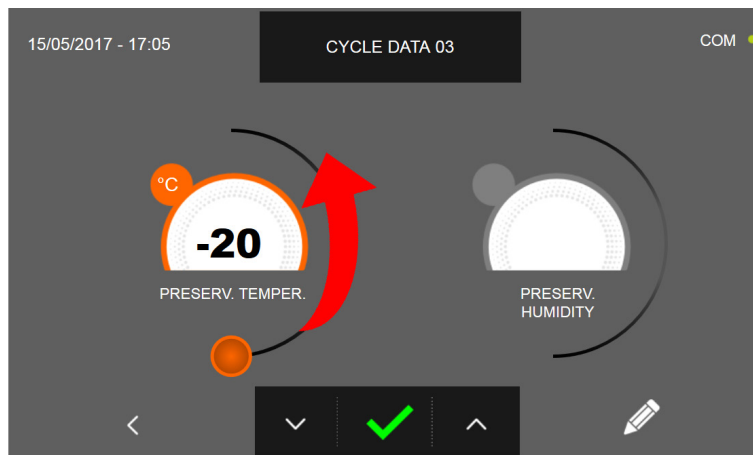 15/05/2017 - 17:05
CYCLE DATA 03
COM
°C
-20
PRESERV. TEMPER.
PRESERV.
HUMIDITY